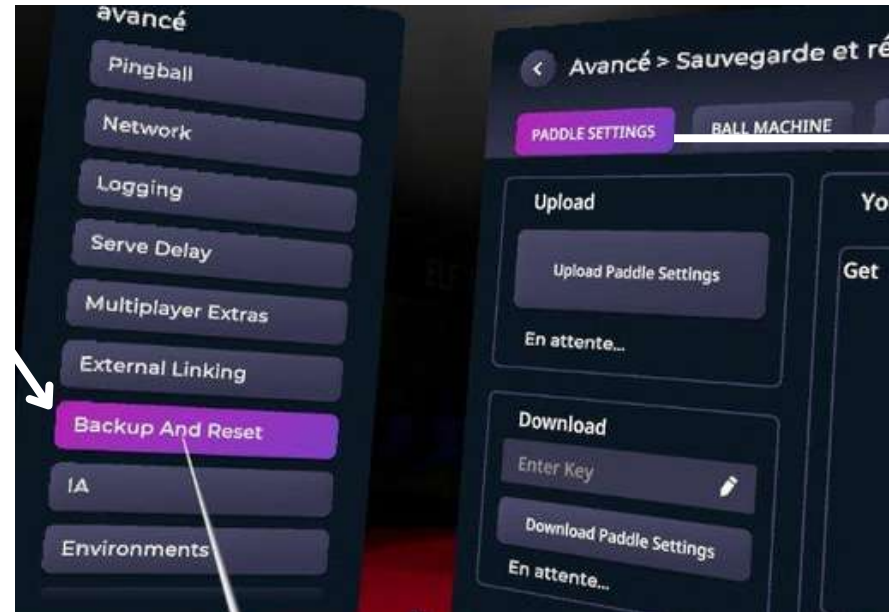 avancé
Pingball
Network
Logging
Serve Delay
Multiplayer Extras
External Linking
Backup And Reset
IA
Environments
Avancé > Sauvegarde et ré
PADDLE SETTINGS
BALL MACHINE
Upload
Upload Paddle Settings
En attente...
Download
Enter Key
Download Paddle Settings
En attente...
Yo
Get